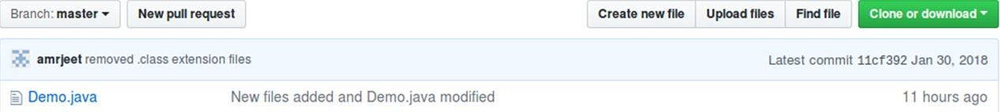 Branch: master New pull request Create new file Upload files Find file Clone or download
amrjeet removed .class extension files Latest commit 11cf392 Jan 30, 2018
Demo.java New files added and Demo.java modified 11 hours ago